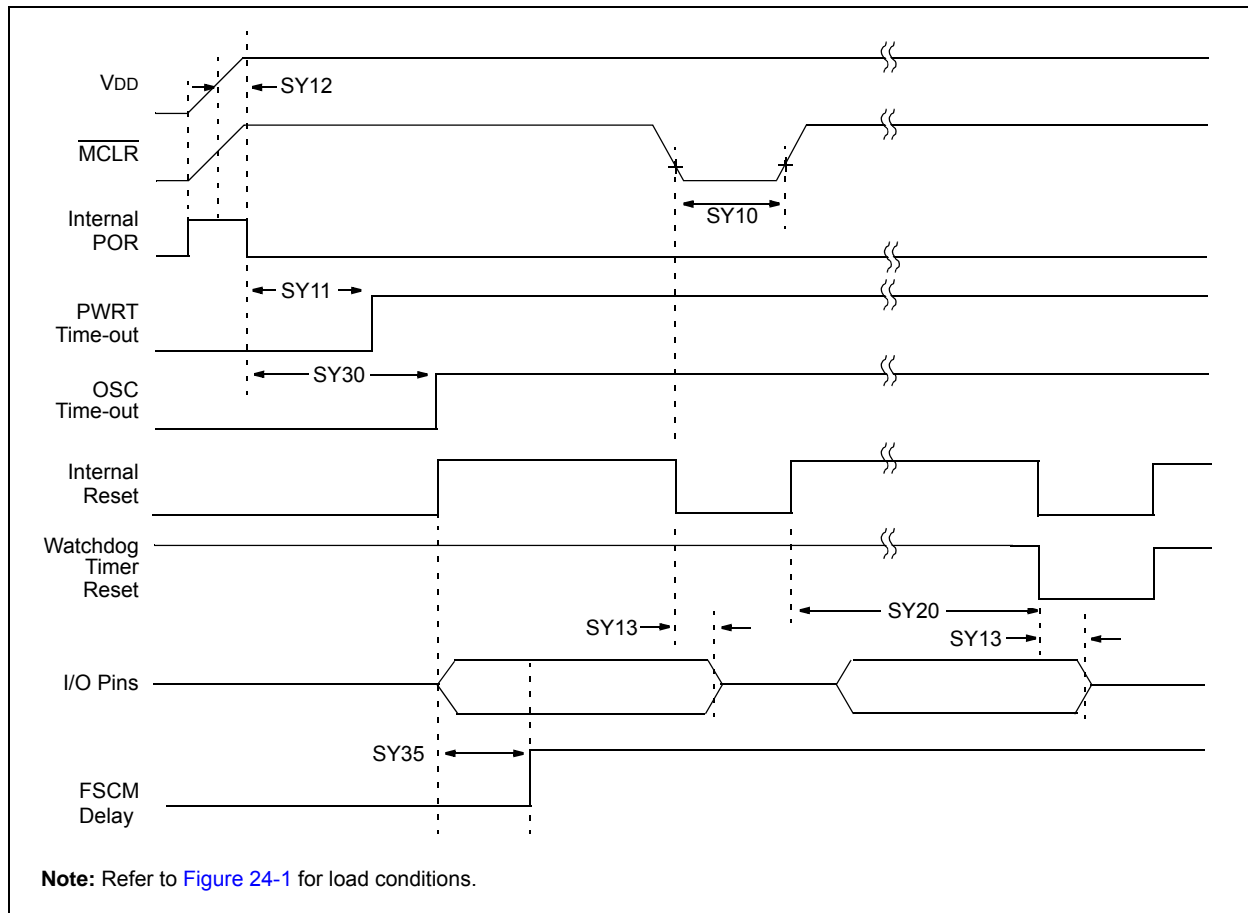 VDD
SY12
MCLR
SY10
Internal
POR
SY11
PWRT
Time-out
SY30
OSC
Time-out
Internal
Reset
Watchdog
Timer
Reset
SY20
SY13
SY13
I/O Pins
SY35
FSCM
Delay
Note: Refer to Figure 24-1 for load conditions.